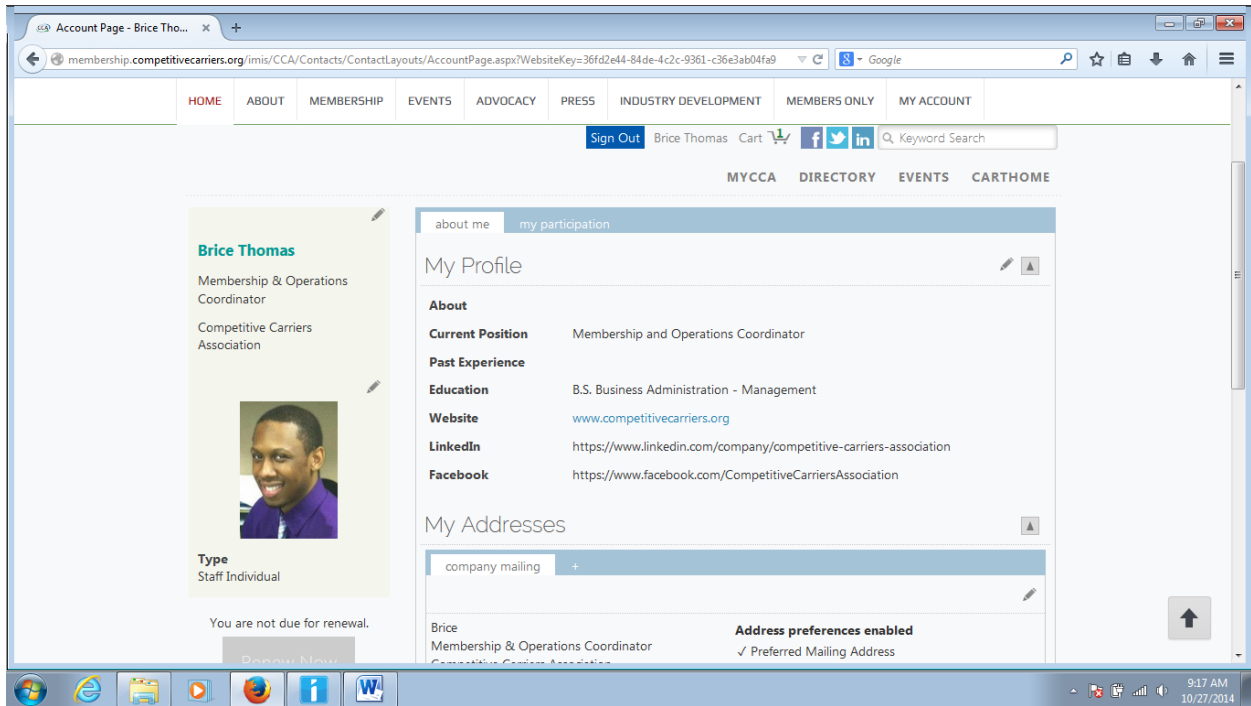 Account Page - Brice Tho...
membership.competitivecarriers.org/imis/CCA/Contacts/ContactLayouts/AccountPage.aspx?WebsiteKey=36fd2e44-84de-4c2c-9361-c36e3ab04fa9
Google
HOME ABOUT MEMBERSHIP EVENTS ADVOCACY PRESS INDUSTRY DEVELOPMENT MEMBERS ONLY MY ACCOUNT
Sign Out Brice Thomas Cart 1 Keyword Search
MYCCA DIRECTORY EVENTS CARTHOME
Brice Thomas
Membership & Operations
Coordinator
Competitive Carriers
Association
Type
Staff Individual
You are not due for renewal.
Renew Now
about me my participation
My Profile
About
Current Position Membership and Operations Coordinator
Past Experience
Education B.S. Business Administration - Management
Website www.competitivecarriers.org
LinkedIn https://www.linkedin.com/company/competitive-carriers-association
Facebook https://www.facebook.com/CompetitiveCarriersAssociation
My Addresses
company mailing +
Brice
Membership & Operations Coordinator
Competitive Carriers Association
Address preferences enabled
✓ Preferred Mailing Address
9:17 AM
10/27/2014